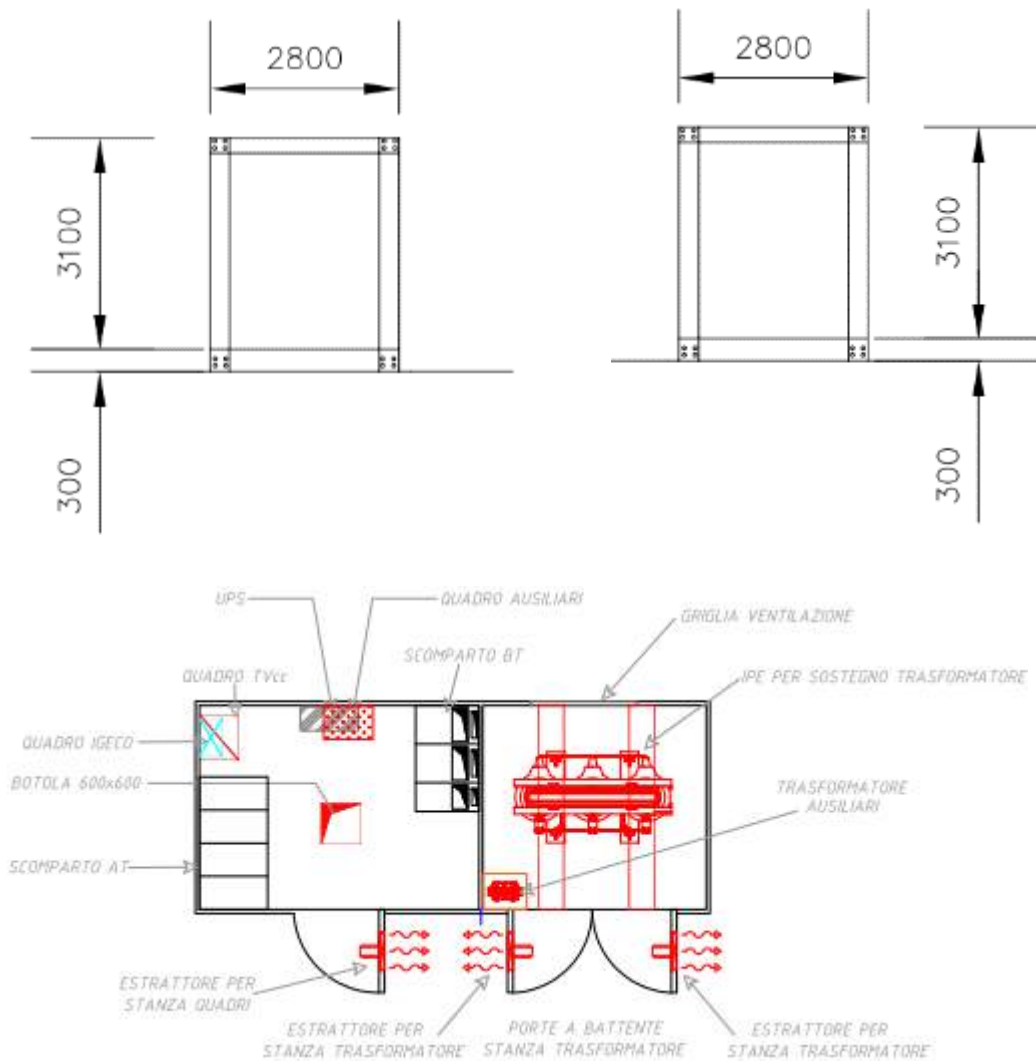 2800
2800
3100
3100
300
300
UPS
QUADRO AUSILIARI
GRIGLIA VENTILAZIONE
SCOMPARTO BT
QUADRO TVcc
IPE PER SOSTEGNO TRASFORMATORE
QUADRO IGECO
BOTOLA 600x600
TRASFORMATORE
AUSILIARI
SCOMPARTO AT
ESTRATTORE PER
STANZA QUADRI
ESTRATTORE PER
STANZA TRASFORMATORE
PORTE A BATTENTE
STANZA TRASFORMATORE
ESTRATTORE PER
STANZA TRASFORMATORE